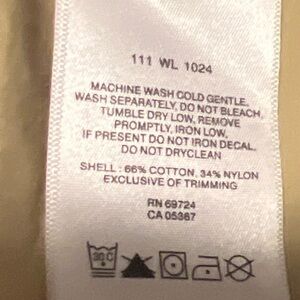 111 WL 1024
MACHINE WASH COLD GENTLE,
WASH SEPARATELY, DO NOT BLEACH,
TUMBLE DRY LOW, REMOVE
PROMPTLY, IRON LOW,
IF PRESENT DO NOT IRON DECAL,
DO NOT DRYCLEAN
SHELL : 66% COTTON, 34% NYLON
EXCLUSIVE OF TRIMMING
RN 69724
CA 05367
30 C